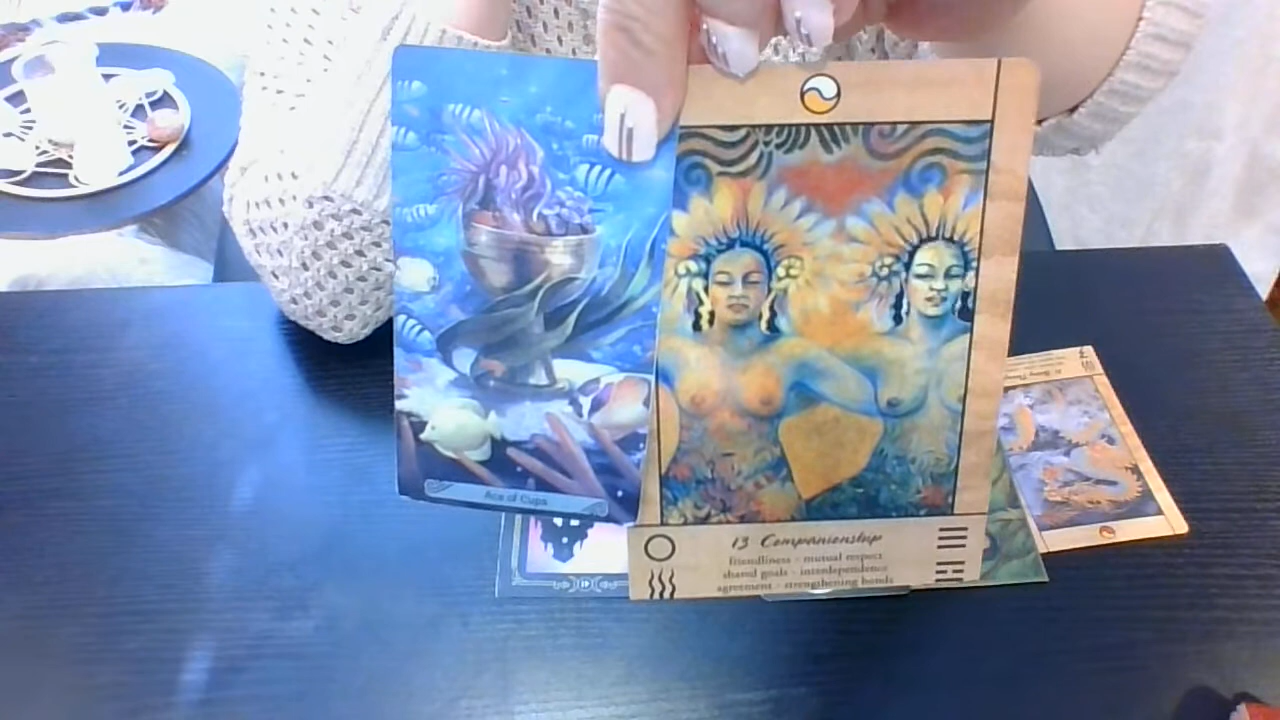 Ace of Cups
13 Companionship
friendliness - mutual respect
shared goals - interdependence
agreement - strengthening bonds